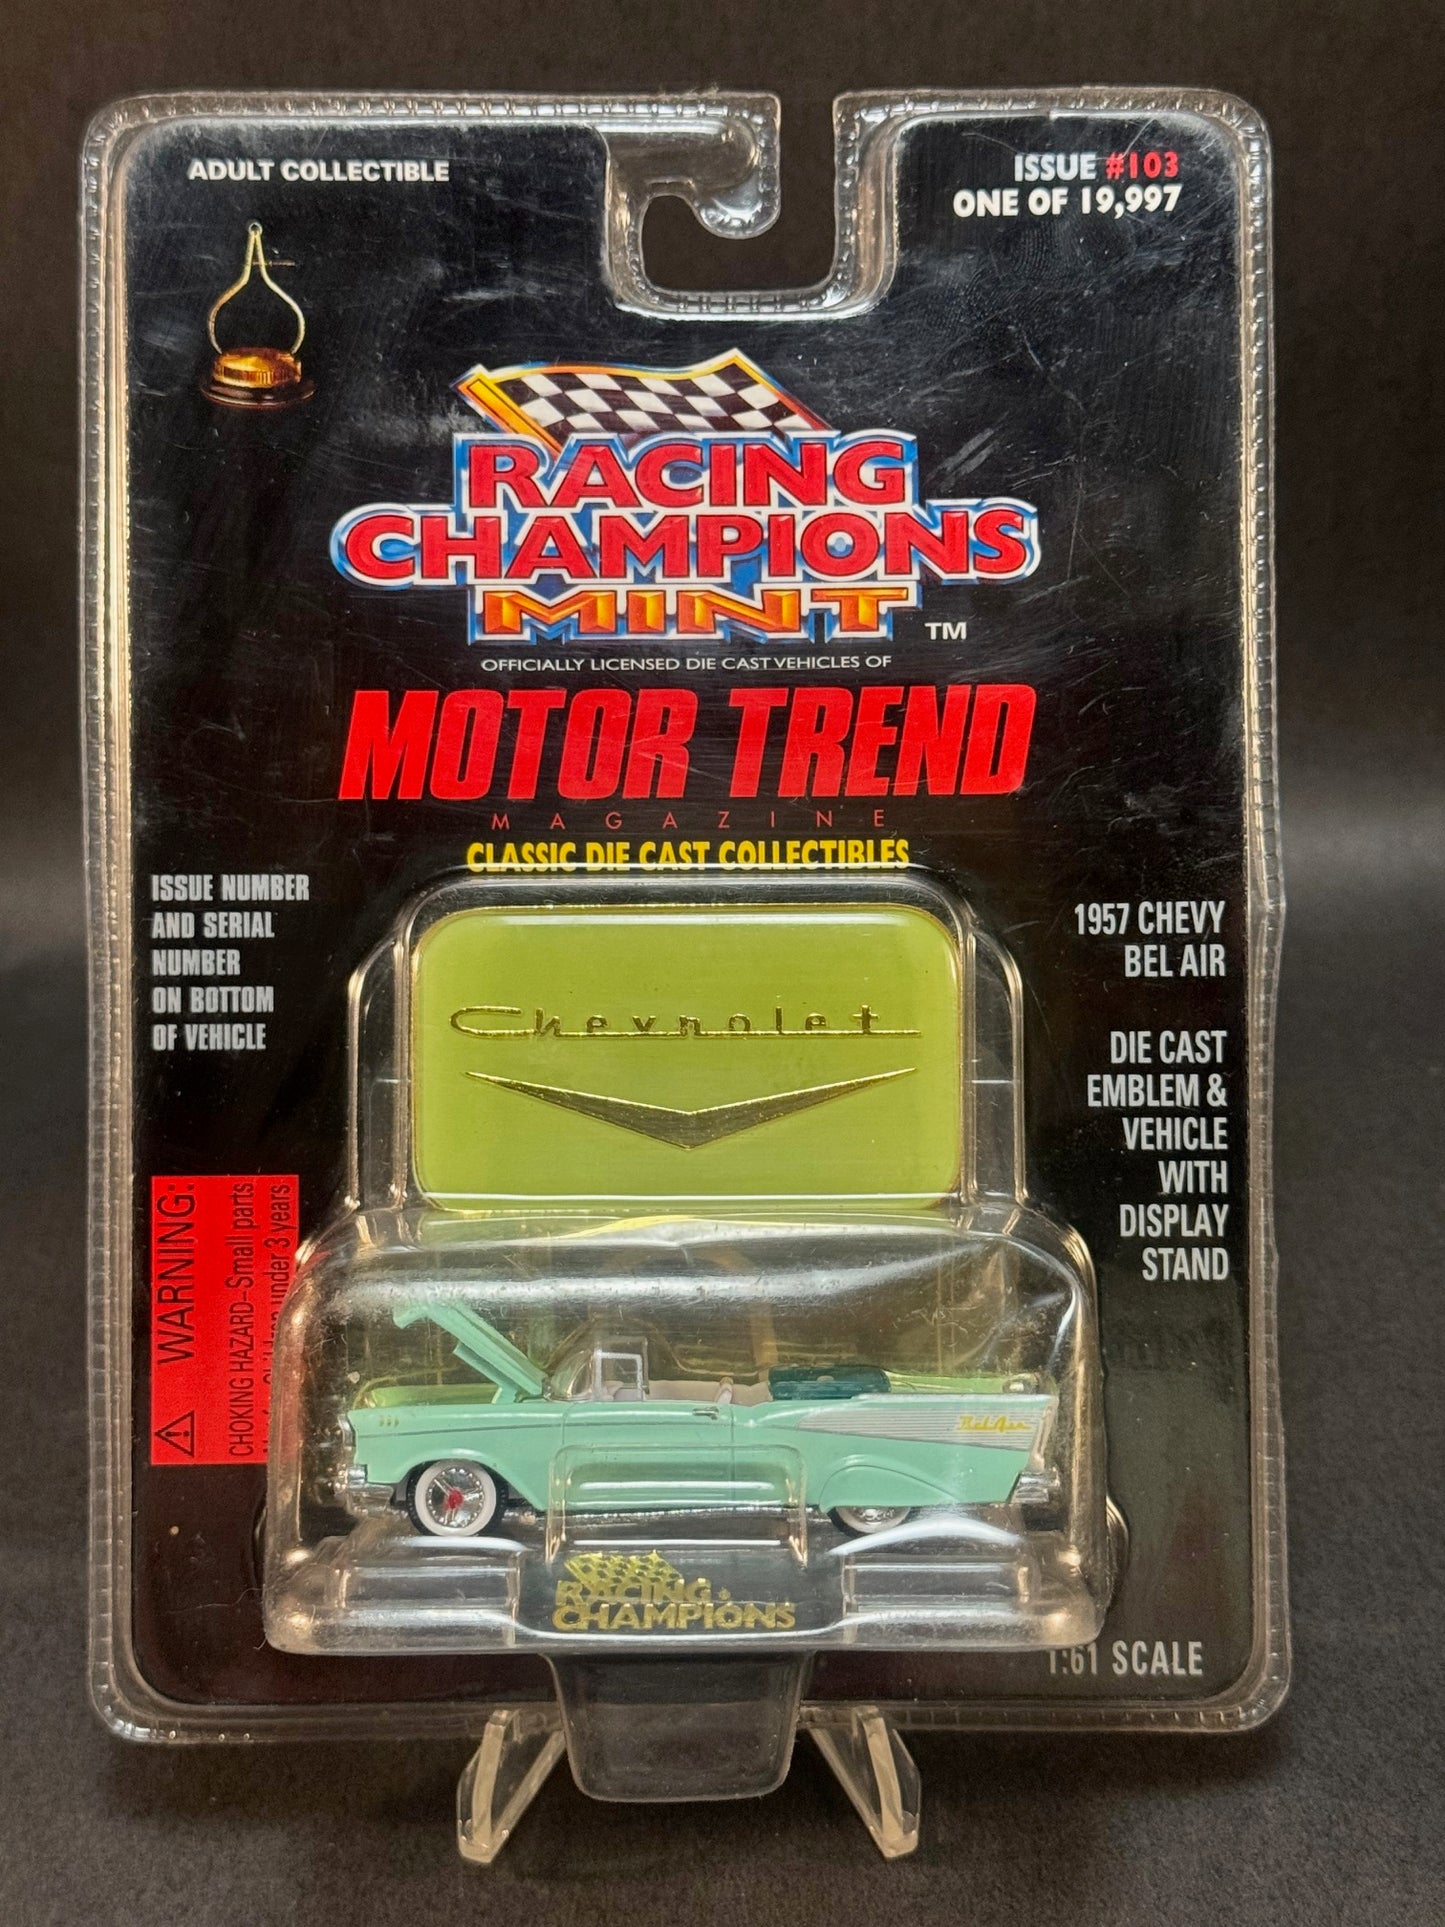 ADULT COLLECTIBLE
ISSUE #103
ONE OF 19,997
RACING
CHAMPIONS
MINT TM
OFFICIALLY LICENSED DIE CAST VEHICLES OF
MOTOR TREND
MAGAZINE
CLASSIC DIE CAST COLLECTIBLES
ISSUE NUMBER
AND SERIAL
NUMBER
ON BOTTOM
OF VEHICLE
1957 CHEVY
BEL AIR
DIE CAST
EMBLEM &
VEHICLE
WITH
DISPLAY
STAND
Chevrolet
WARNING:
CHOKING HAZARD–Small parts
under 3 years
Bel Air
RACING
CHAMPIONS
1:61 SCALE